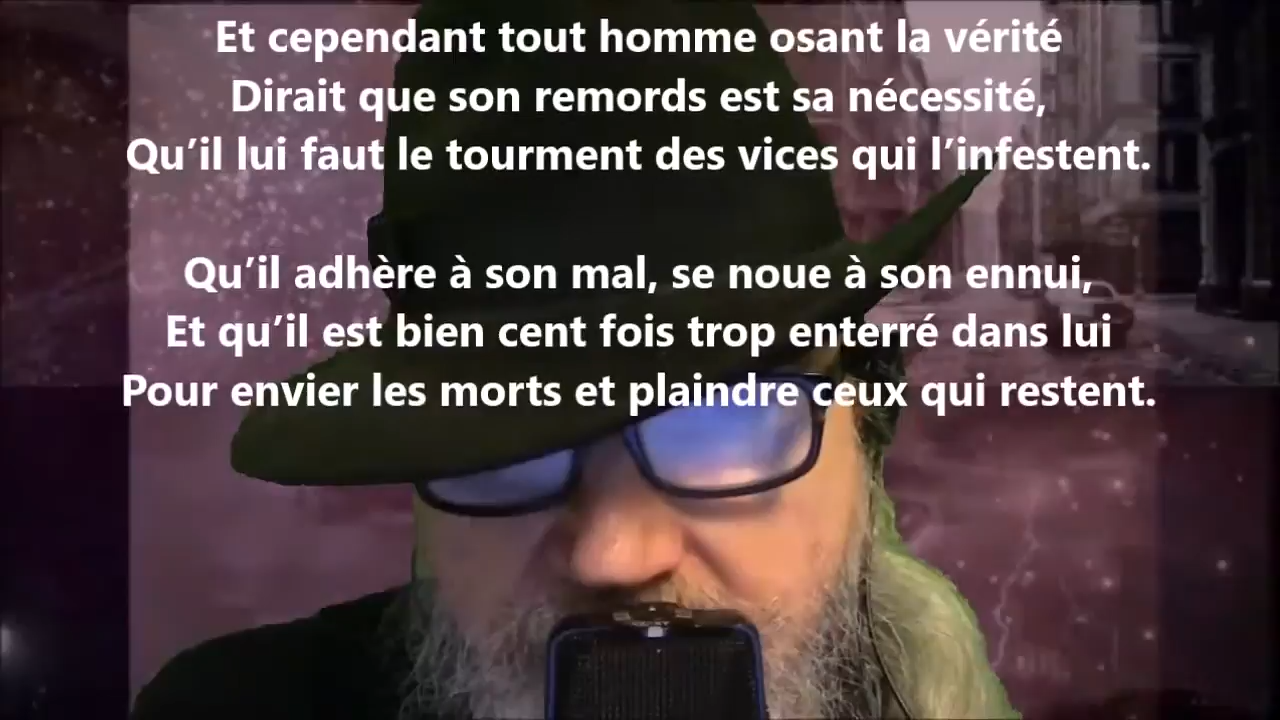 Et cependant tout homme osant la vérité
Dirait que son remords est sa nécessité,
Qu’il lui faut le tourment des vices qui l’infestent.
Qu’il adhère à son mal, se noue à son ennui,
Et qu’il est bien cent fois trop enterré dans lui
Pour envier les morts et plaindre ceux qui restent.